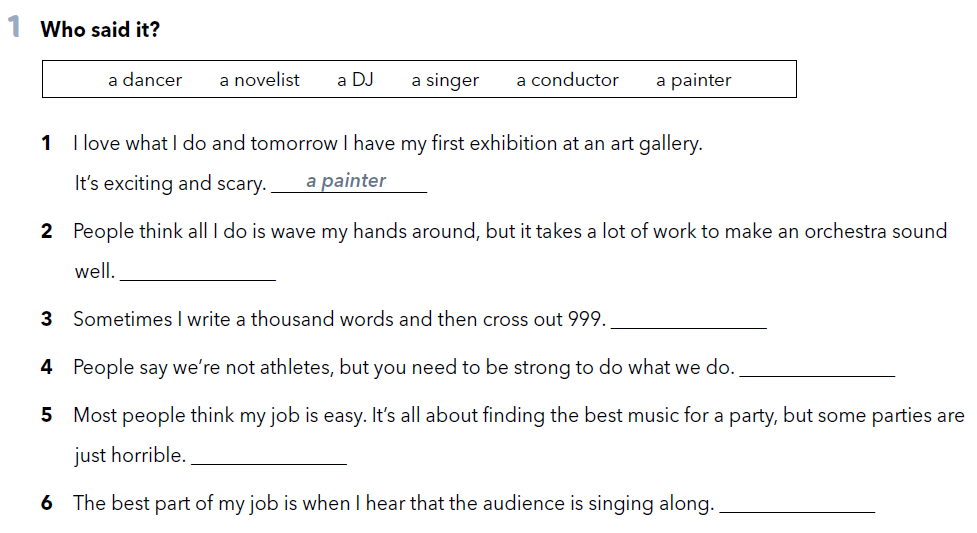 1 Who said it?
a dancer a novelist a DJ a singer a conductor a painter
1 I love what I do and tomorrow I have my first exhibition at an art gallery.
It's exciting and scary. a painter
2 People think all I do is wave my hands around, but it takes a lot of work to make an orchestra sound
well.
3 Sometimes I write a thousand words and then cross out 999.
4 People say we're not athletes, but you need to be strong to do what we do.
5 Most people think my job is easy. It's all about finding the best music for a party, but some parties are
just horrible.
6 The best part of my job is when I hear that the audience is singing along.